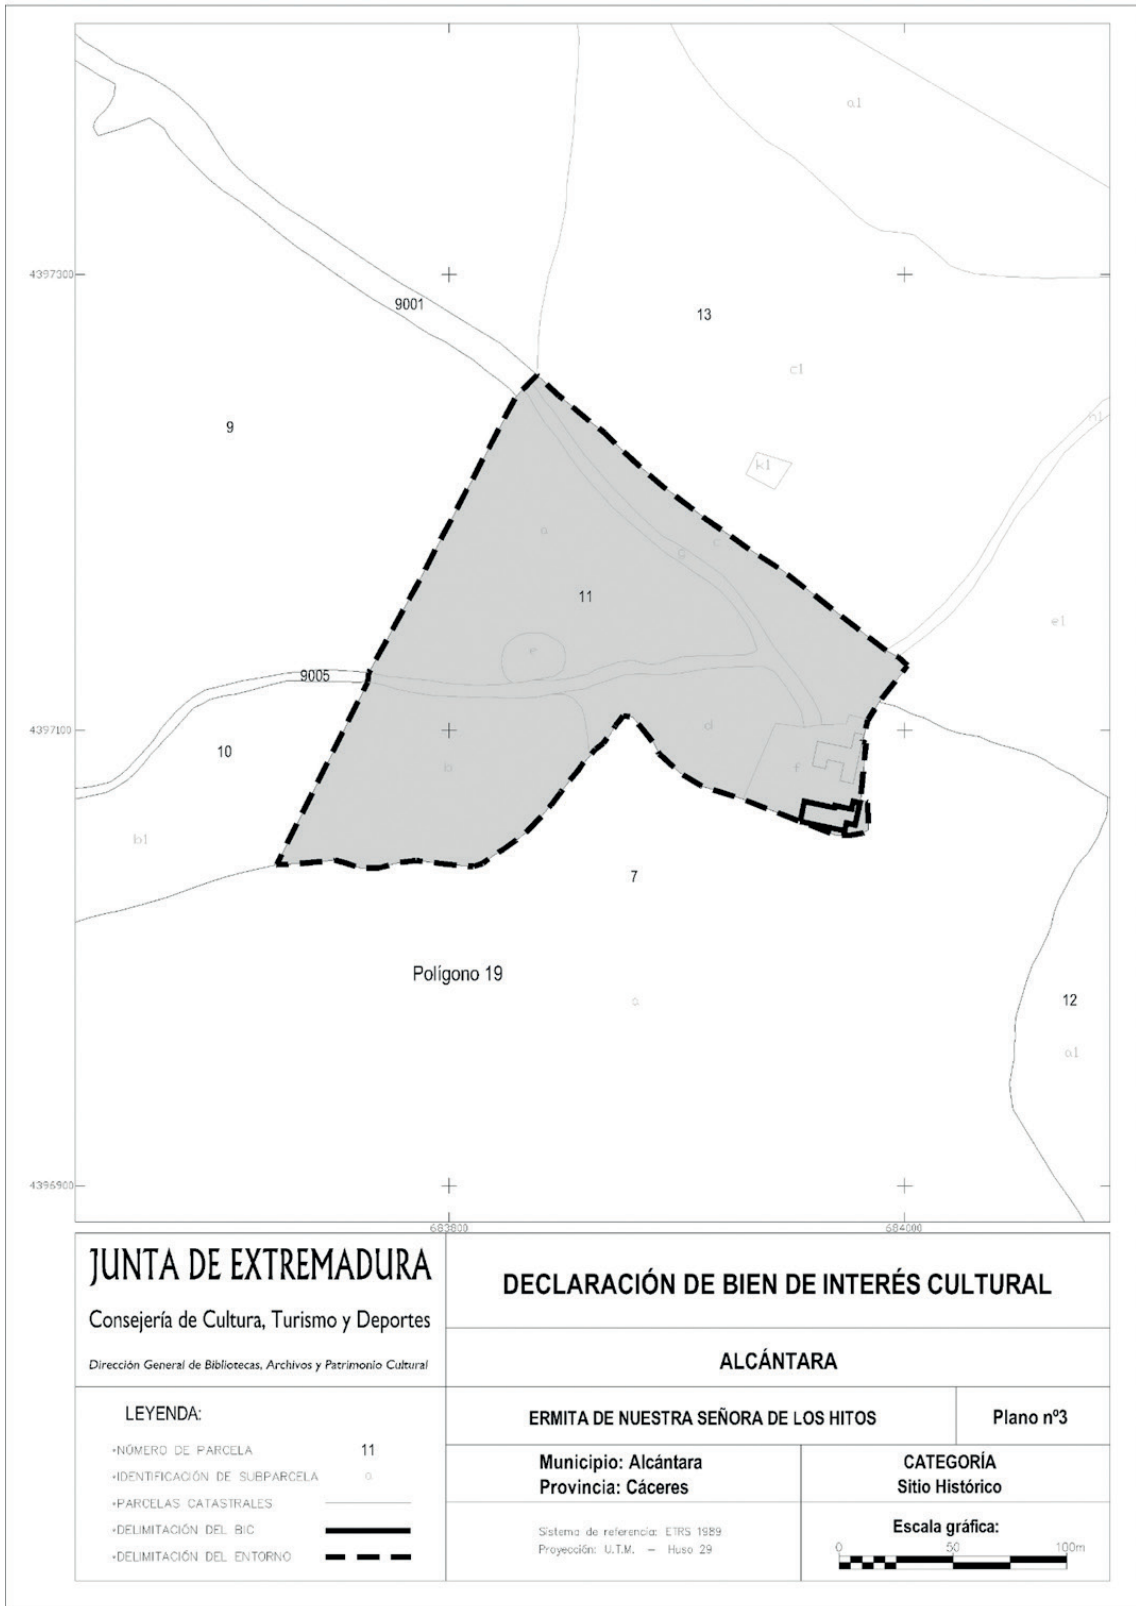 a1
4397300
9001
13
c1
9
h1
k1
a
c
c
11
e1
e
9005
d
4397100
10
b
f
b1
7
Polígono 19
a
12
a1
4396900
683800
684000
JUNTA DE EXTREMADURA
Consejería de Cultura, Turismo y Deportes
Dirección General de Bibliotecas, Archivos y Patrimonio Cultural
DECLARACIÓN DE BIEN DE INTERÉS CULTURAL
ALCÁNTARA
ERMITA DE NUESTRA SEÑORA DE LOS HITOS
Plano nº3
LEYENDA:
•NÚMERO DE PARCELA 11
•IDENTIFICACIÓN DE SUBPARCELA a
•PARCELAS CATASTRALES
•DELIMITACIÓN DEL BIC
•DELIMITACIÓN DEL ENTORNO
Municipio: Alcántara
Provincia: Cáceres
CATEGORÍA
Sitio Histórico
Sistema de referencia: ETRS 1989
Proyección: U.T.M. – Huso 29
Escala gráfica:
0 50 100m